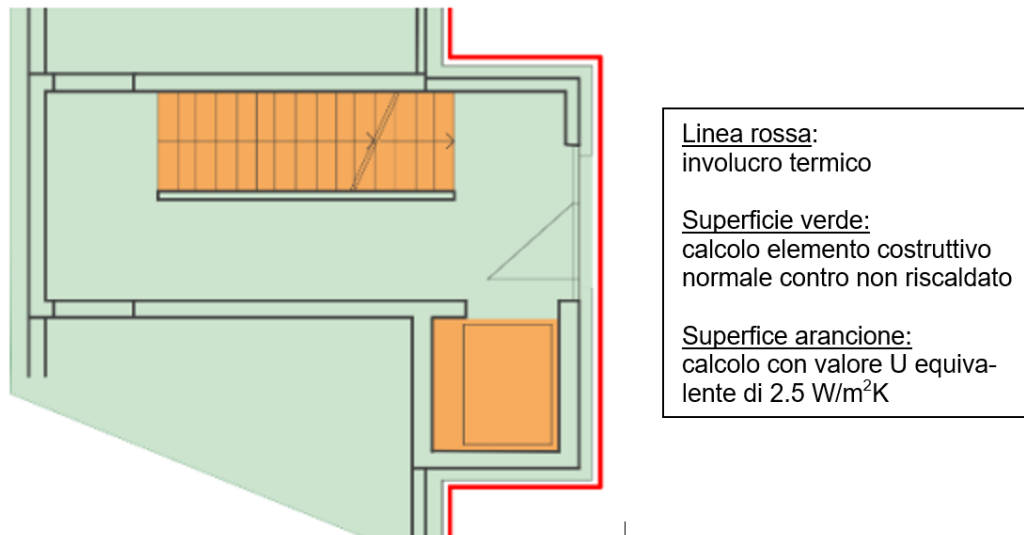 Linea rossa:
involucro termico
Superficie verde:
calcolo elemento costruttivo
normale contro non riscaldato
Superfice arancione:
calcolo con valore U equiva-
lente di 2.5 W/m²K